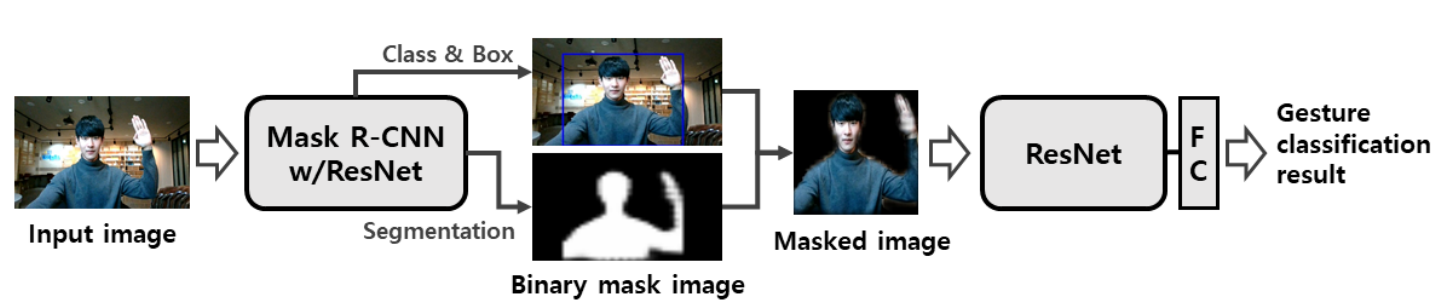 Class & Box
Mask R-CNN
w/ResNet
Segmentation
Input image
Binary mask image
Masked image
ResNet
F
C
Gesture
classification
result